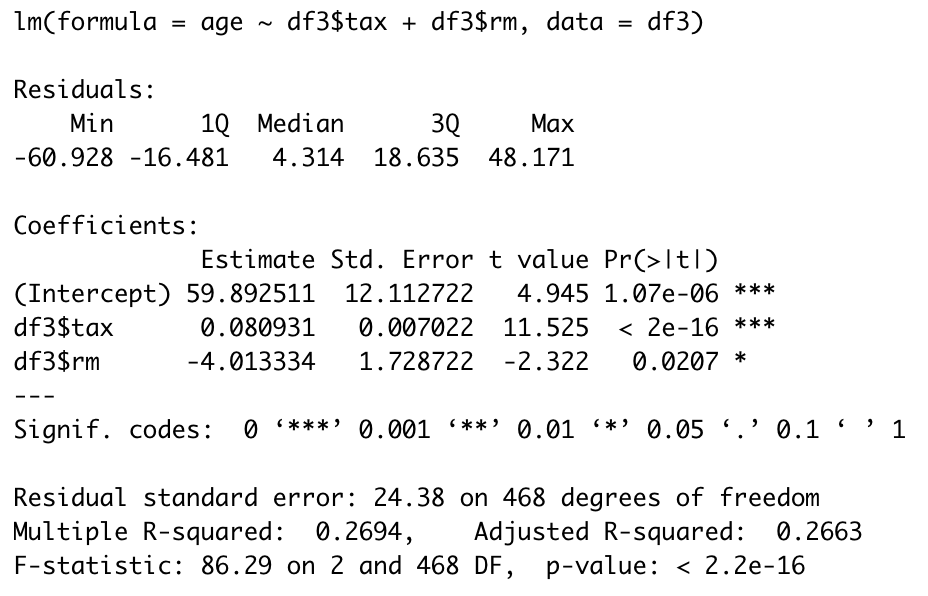 lm(formula = age ~ df3$tax + df3$rm, data = df3)
Residuals:
Min 1Q Median 3Q Max
-60.928 -16.481 4.314 18.635 48.171
Coefficients:
Estimate Std. Error t value Pr(>|t|)
(Intercept) 59.892511 12.112722 4.945 1.07e-06 ***
df3$tax 0.080931 0.007022 11.525 < 2e-16 ***
df3$rm -4.013334 1.728722 -2.322 0.0207 *
---
Signif. codes: 0 ‘***’ 0.001 ‘**’ 0.01 ‘*’ 0.05 ‘.’ 0.1 ‘ ’ 1
Residual standard error: 24.38 on 468 degrees of freedom
Multiple R-squared: 0.2694, Adjusted R-squared: 0.2663
F-statistic: 86.29 on 2 and 468 DF, p-value: < 2.2e-16